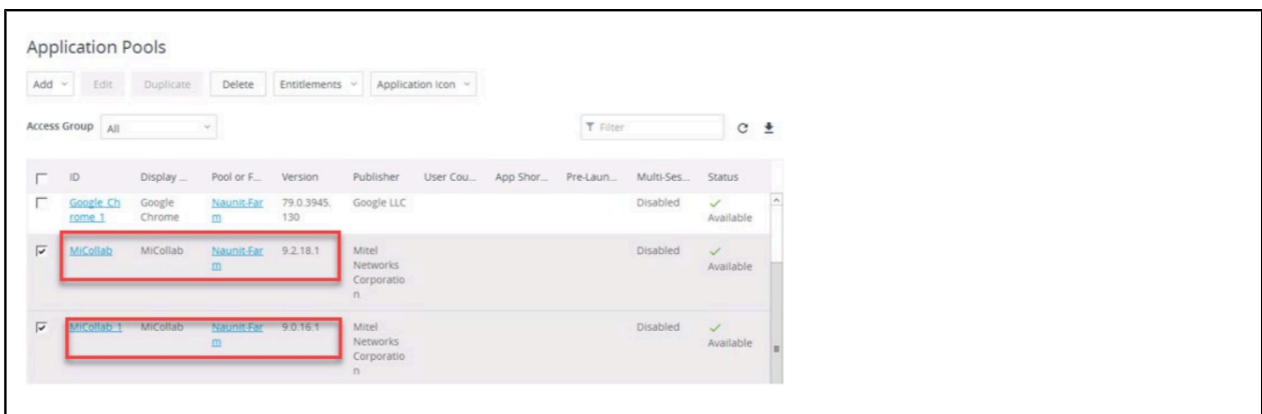 Application Pools
Add Edit Duplicate Delete Entitlements Application Icon
Access Group All Filter
ID Display ... Pool or F... Version Publisher User Cou... App Shor... Pre-Laun... Multi-Ses... Status
Google Ch Google Naunit-Far 79.0.3945. Google LLC Disabled
rome 1 Chrome m 130 Available
MiCollab MiCollab Naunit-Far 9.2.18.1 Mitel Disabled
m Networks Available
Corporatio
n
MiCollab 1 MiCollab Naunit-Far 9.0.16.1 Mitel Disabled
m Networks Available
Corporatio
n